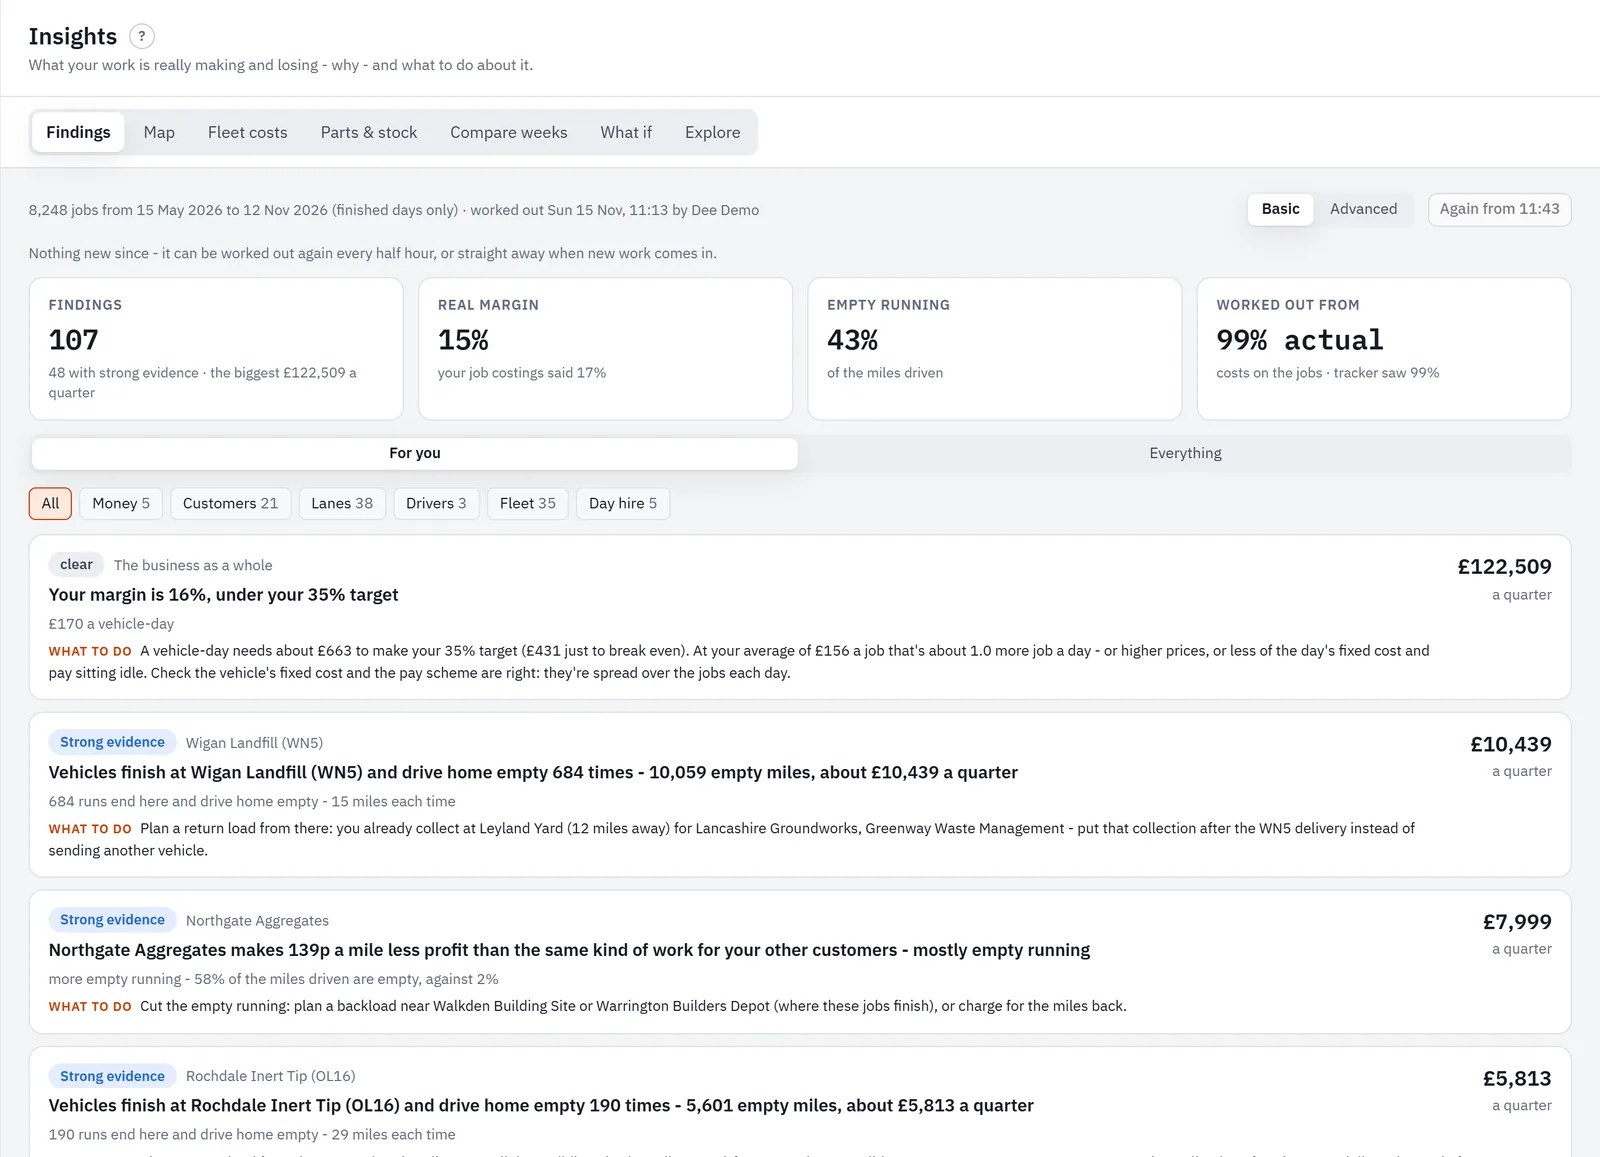 Insights ?
What your work is really making and losing - why - and what to do about it.
Findings Map Fleet costs Parts & stock Compare weeks What if Explore
8,248 jobs from 15 May 2026 to 12 Nov 2026 (finished days only) · worked out Sun 15 Nov, 11:13 by Dee Demo
Basic Advanced Again from 11:43
Nothing new since - it can be worked out again every half hour, or straight away when new work comes in.
FINDINGS
107
48 with strong evidence · the biggest £122,509 a
quarter
REAL MARGIN
15%
your job costings said 17%
EMPTY RUNNING
43%
of the miles driven
WORKED OUT FROM
99% actual
costs on the jobs · tracker saw 99%
For you Everything
All Money 5 Customers 21 Lanes 38 Drivers 3 Fleet 35 Day hire 5
clear The business as a whole
£122,509
a quarter
Your margin is 16%, under your 35% target
£170 a vehicle-day
WHAT TO DO A vehicle-day needs about £663 to make your 35% target (£431 just to break even). At your average of £156 a job that's about 1.0 more job a day - or higher prices, or less of the day's fixed cost and
pay sitting idle. Check the vehicle's fixed cost and the pay scheme are right: they're spread over the jobs each day.
Strong evidence Wigan Landfill (WN5)
£10,439
a quarter
Vehicles finish at Wigan Landfill (WN5) and drive home empty 684 times - 10,059 empty miles, about £10,439 a quarter
684 runs end here and drive home empty - 15 miles each time
WHAT TO DO Plan a return load from there: you already collect at Leyland Yard (12 miles away) for Lancashire Groundworks, Greenway Waste Management - put that collection after the WN5 delivery instead of
sending another vehicle.
Strong evidence Northgate Aggregates
£7,999
a quarter
Northgate Aggregates makes 139p a mile less profit than the same kind of work for your other customers - mostly empty running
more empty running - 58% of the miles driven are empty, against 2%
WHAT TO DO Cut the empty running: plan a backload near Walkden Building Site or Warrington Builders Depot (where these jobs finish), or charge for the miles back.
Strong evidence Rochdale Inert Tip (OL16)
£5,813
a quarter
Vehicles finish at Rochdale Inert Tip (OL16) and drive home empty 190 times - 5,601 empty miles, about £5,813 a quarter
190 runs end here and drive home empty - 29 miles each time